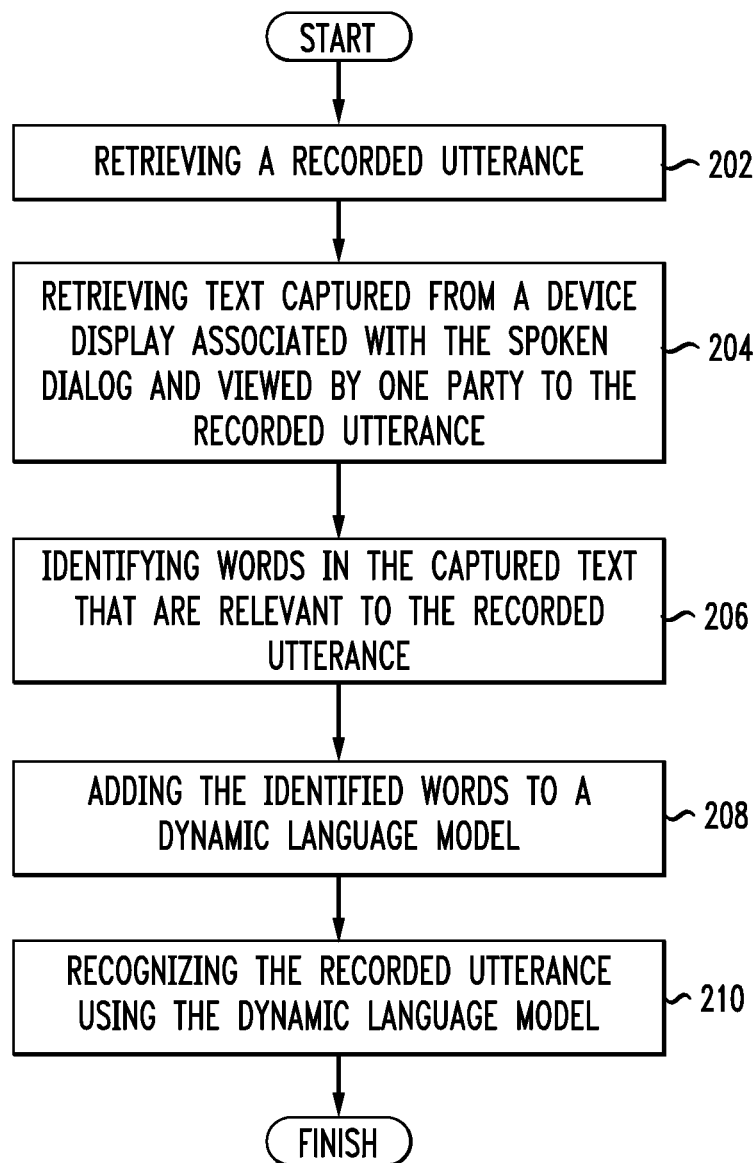 START
RETRIEVING A RECORDED UTTERANCE
202
RETRIEVING TEXT CAPTURED FROM A DEVICE
DISPLAY ASSOCIATED WITH THE SPOKEN
DIALOG AND VIEWED BY ONE PARTY TO THE
RECORDED UTTERANCE
204
IDENTIFYING WORDS IN THE CAPTURED TEXT
THAT ARE RELEVANT TO THE RECORDED
UTTERANCE
206
ADDING THE IDENTIFIED WORDS TO A
DYNAMIC LANGUAGE MODEL
208
RECOGNIZING THE RECORDED UTTERANCE
USING THE DYNAMIC LANGUAGE MODEL
210
FINISH